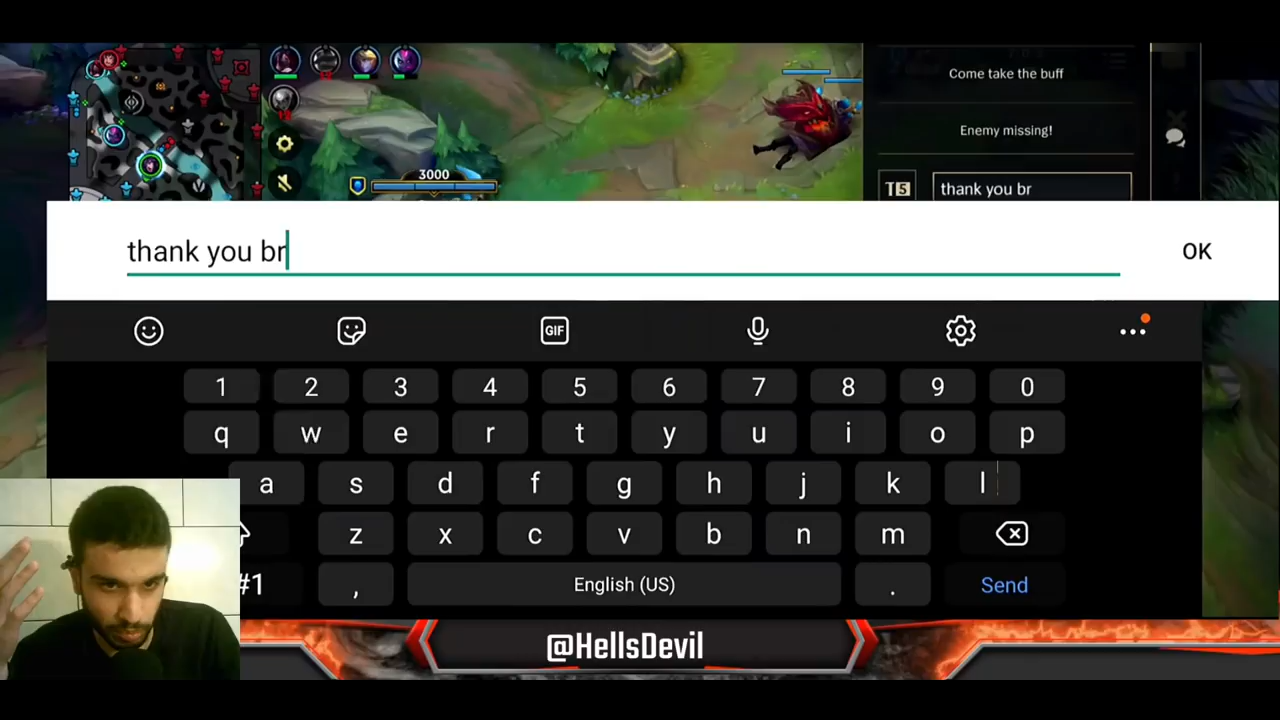 Come take the buff
Enemy missing!
3000
thank you br
thank you br
OK
GIF
1 2 3 4 5 6 7 8 9 0
q w e r t y u i o p
a s d f g h j k l
z x c v b n m
#1 , English (US) . Send
@HellsDevil